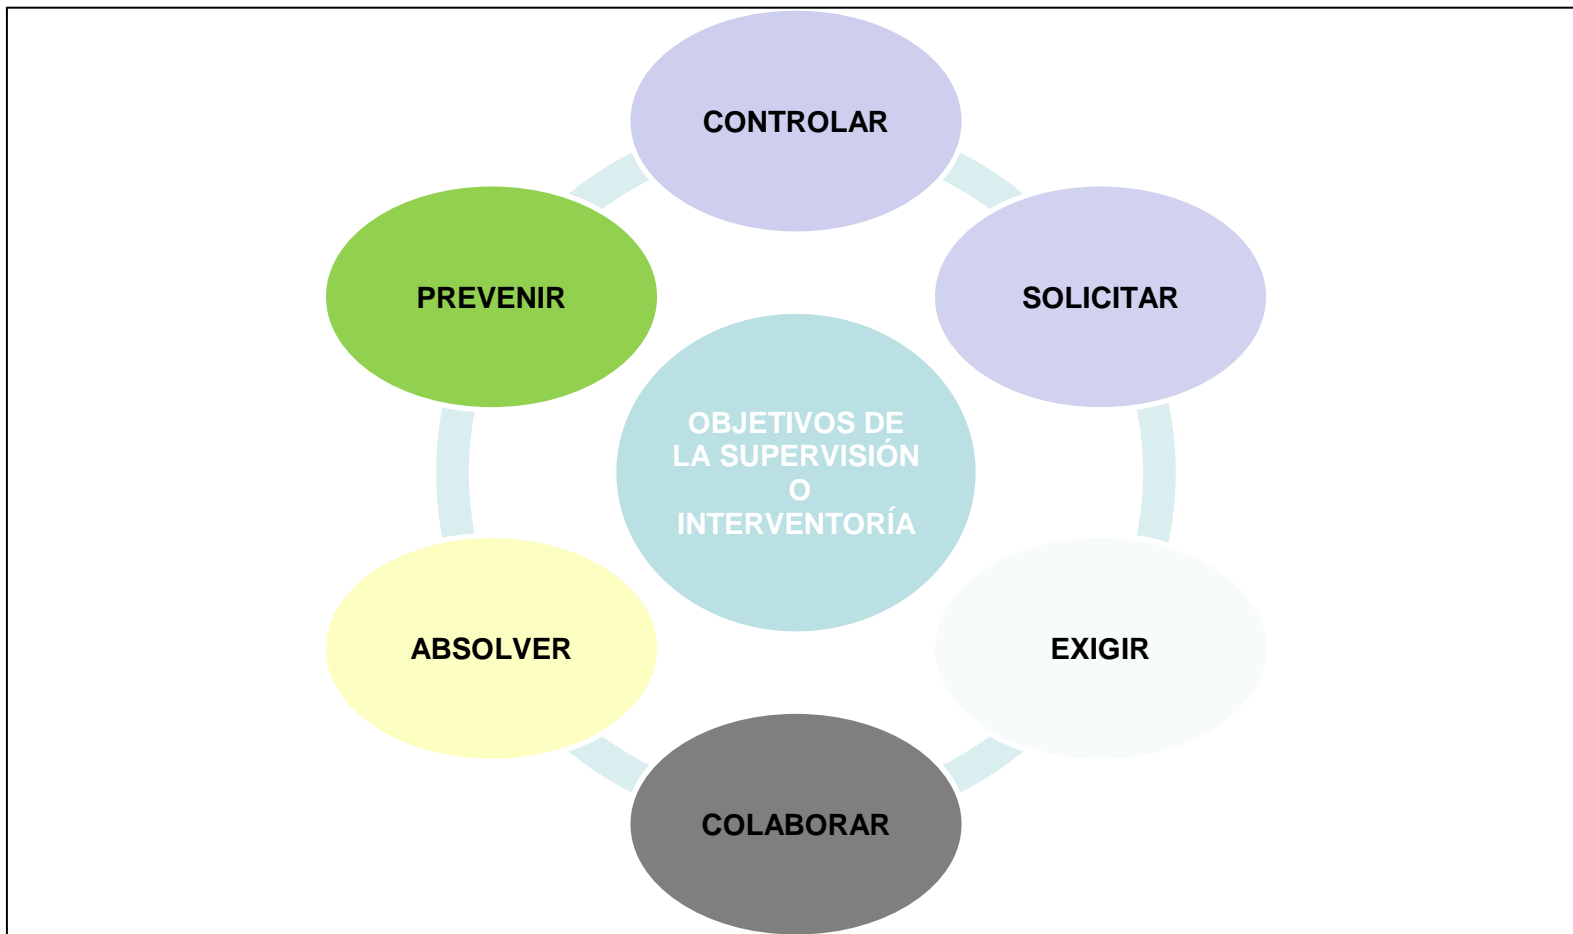 CONTROLAR
PREVENIR
SOLICITAR
OBJETIVOS DE
LA SUPERVISIÓN
O
INTERVENTORÍA
ABSOLVER
EXIGIR
COLABORAR